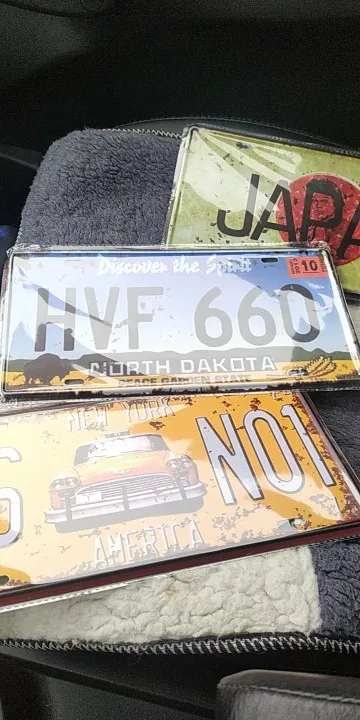 JAPA
Discover the Spirit
10
HVF 660
NORTH DAKOTA
PEACE GARDEN STATE
NEW YORK
NO1
AMERICA